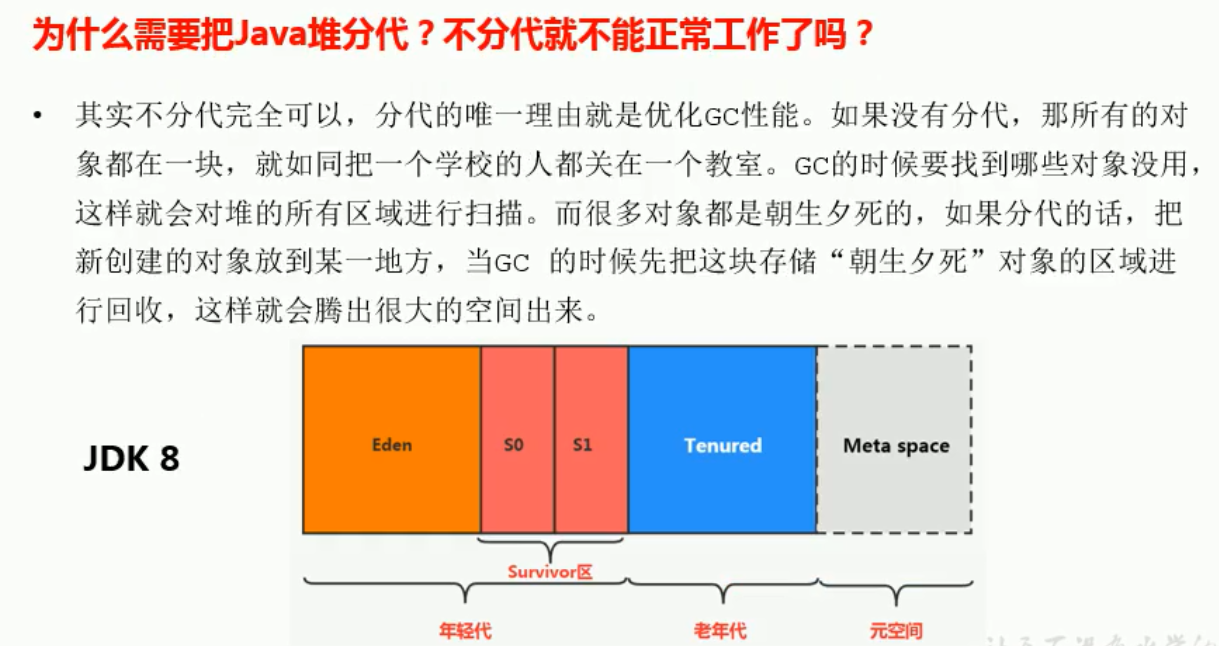 为什么需要把Java堆分代？不分代就不能正常工作了吗？
• 其实不分代完全可以，分代的唯一理由就是优化GC性能。如果没有分代，那所有的对
象都在一块，就如同把一个学校的人都关在一个教室。GC的时候要找到哪些对象没用，
这样就会对堆的所有区域进行扫描。而很多对象都是朝生夕死的，如果分代的话，把
新创建的对象放到某一地方，当GC 的时候先把这块存储“朝生夕死”对象的区域进
行回收，这样就会腾出很大的空间出来。
JDK 8
Eden
S0
S1
Tenured
Meta space
Survivor区
年轻代
老年代
元空间